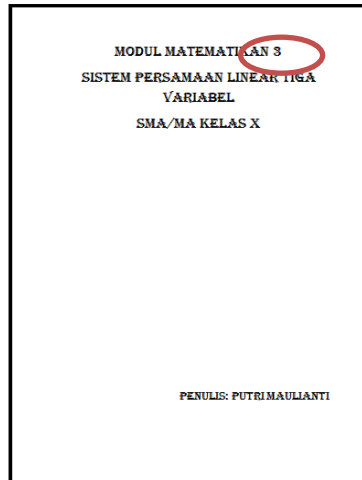 MODUL MATEMATIKAN 3
SISTEM PERSAMAAN LINEAR TIGA
VARIABEL
SMA/MA KELAS X
PENULIS: PUTRI MAULIANTI